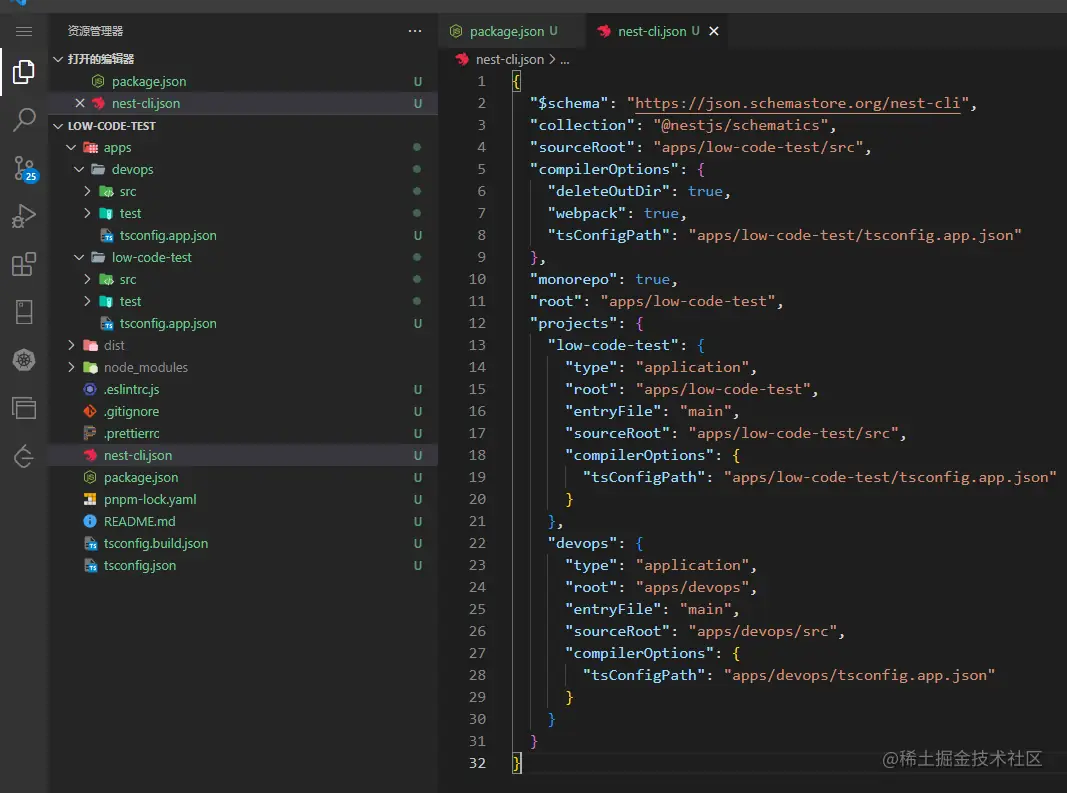 资源管理器
打开的编辑器
package.json U
nest-cli.json U
LOW-CODE-TEST
apps
devops
src
test
tsconfig.app.json U
low-code-test
src
test
tsconfig.app.json U
dist
node_modules
.eslintrc.js U
.gitignore U
.prettierrc U
nest-cli.json U
package.json U
pnpm-lock.yaml U
README.md U
tsconfig.build.json U
tsconfig.json U
25
package.json U
nest-cli.json U
nest-cli.json > ...
1 {
2 "$schema": "https://json.schemastore.org/nest-cli",
3 "collection": "@nestjs/schematics",
4 "sourceRoot": "apps/low-code-test/src",
5 "compilerOptions": {
6 "deleteOutDir": true,
7 "webpack": true,
8 "tsConfigPath": "apps/low-code-test/tsconfig.app.json"
9 },
10 "monorepo": true,
11 "root": "apps/low-code-test",
12 "projects": {
13 "low-code-test": {
14 "type": "application",
15 "root": "apps/low-code-test",
16 "entryFile": "main",
17 "sourceRoot": "apps/low-code-test/src",
18 "compilerOptions": {
19 "tsConfigPath": "apps/low-code-test/tsconfig.app.json"
20 }
21 },
22 "devops": {
23 "type": "application",
24 "root": "apps/devops",
25 "entryFile": "main",
26 "sourceRoot": "apps/devops/src",
27 "compilerOptions": {
28 "tsConfigPath": "apps/devops/tsconfig.app.json"
29 }
30 }
31 }
32 }
@稀土掘金技术社区